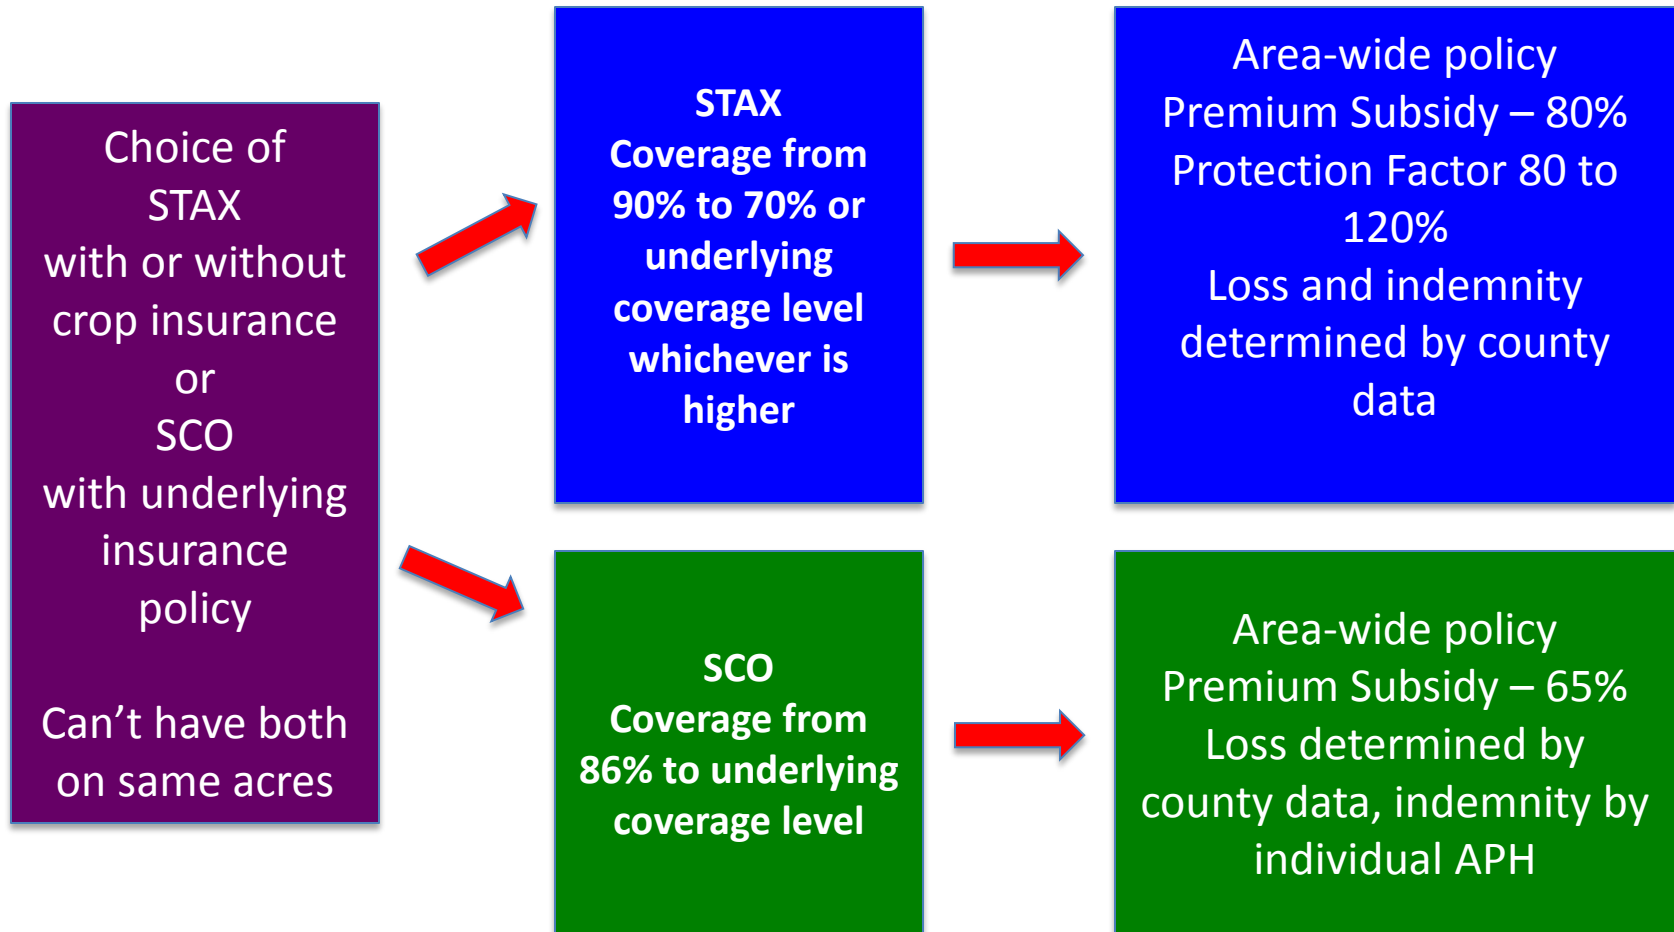 Choice of
STAX
with or without
crop insurance
or
SCO
with underlying
insurance
policy
Can’t have both
on same acres
STAX
Coverage from
90% to 70% or
underlying
coverage level
whichever is
higher
Area-wide policy
Premium Subsidy – 80%
Protection Factor 80 to
120%
Loss and indemnity
determined by county
data
SCO
Coverage from
86% to underlying
coverage level
Area-wide policy
Premium Subsidy – 65%
Loss determined by
county data, indemnity by
individual APH